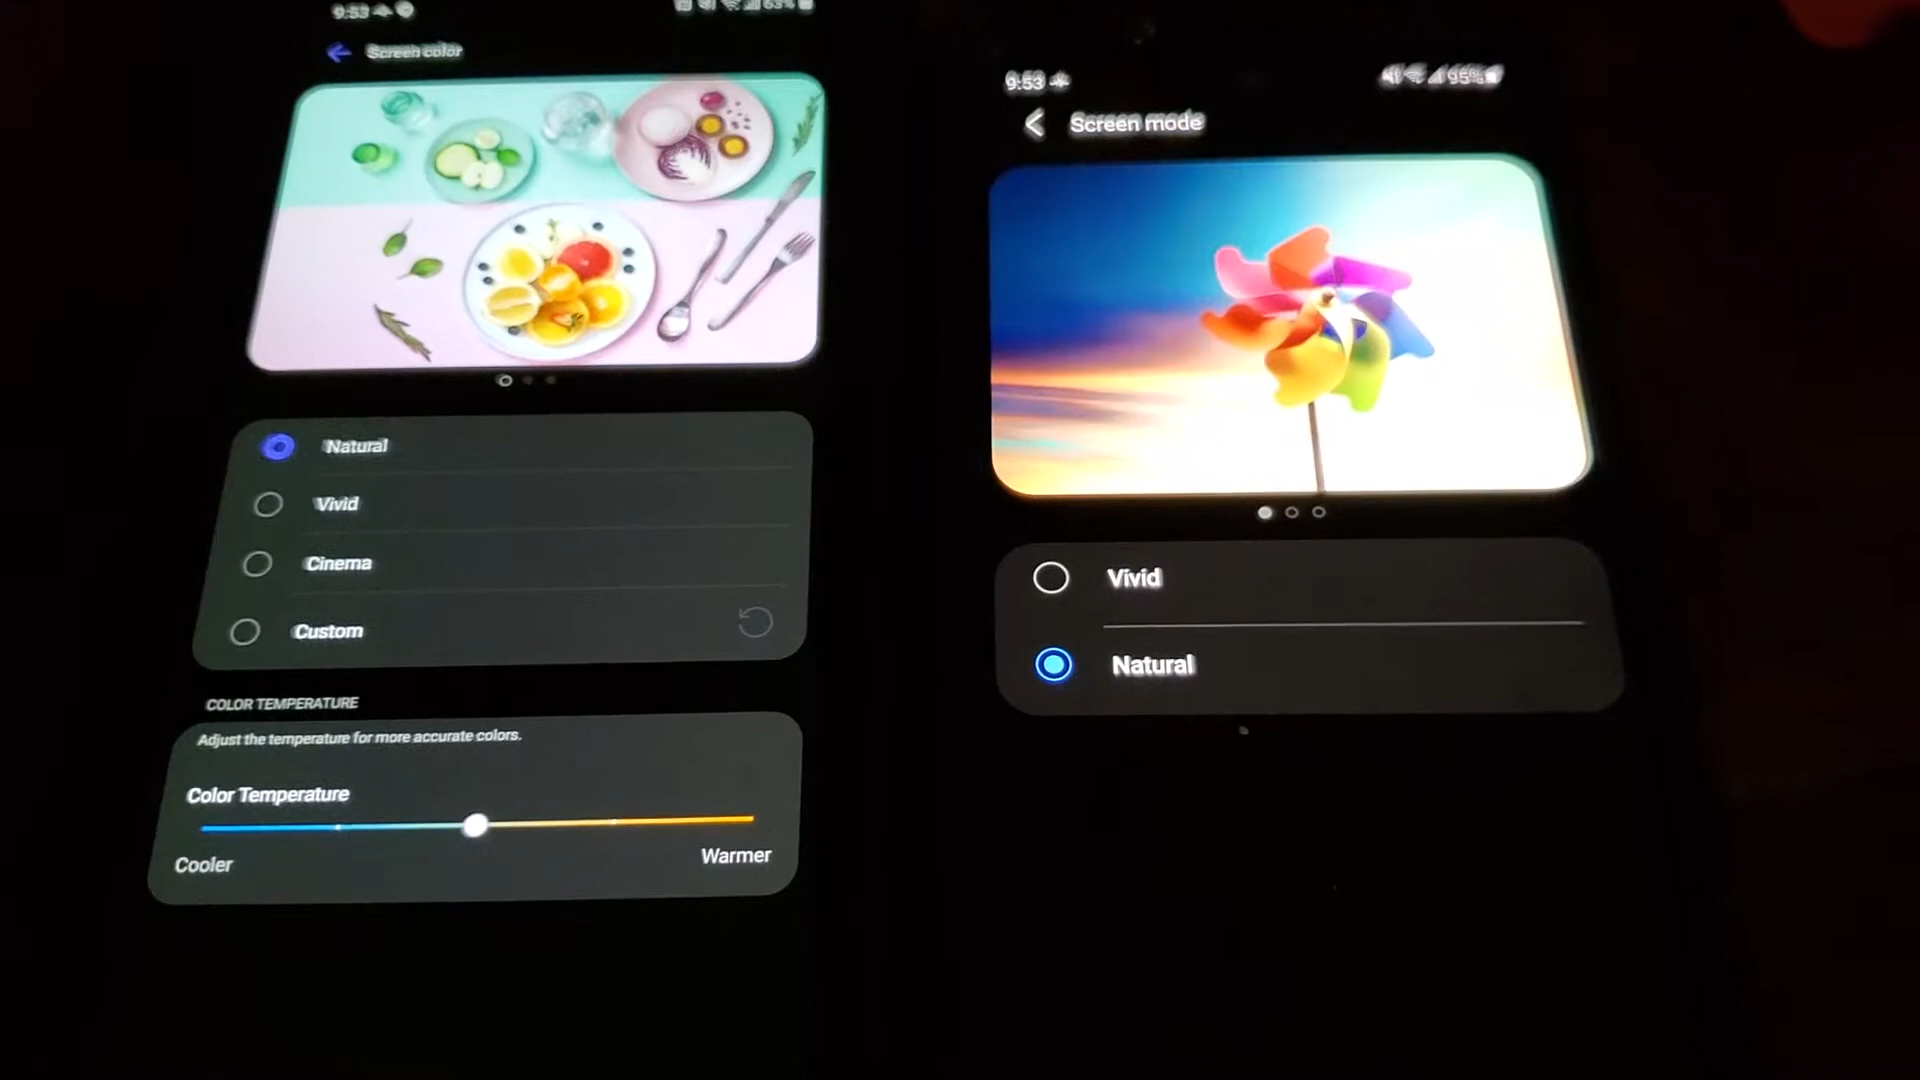 9:53
63%
Screen color
Natural
Vivid
Cinema
Custom
COLOR TEMPERATURE
Adjust the temperature for more accurate colors.
Color Temperature
Cooler
Warmer
9:53
95%
Screen mode
Vivid
Natural